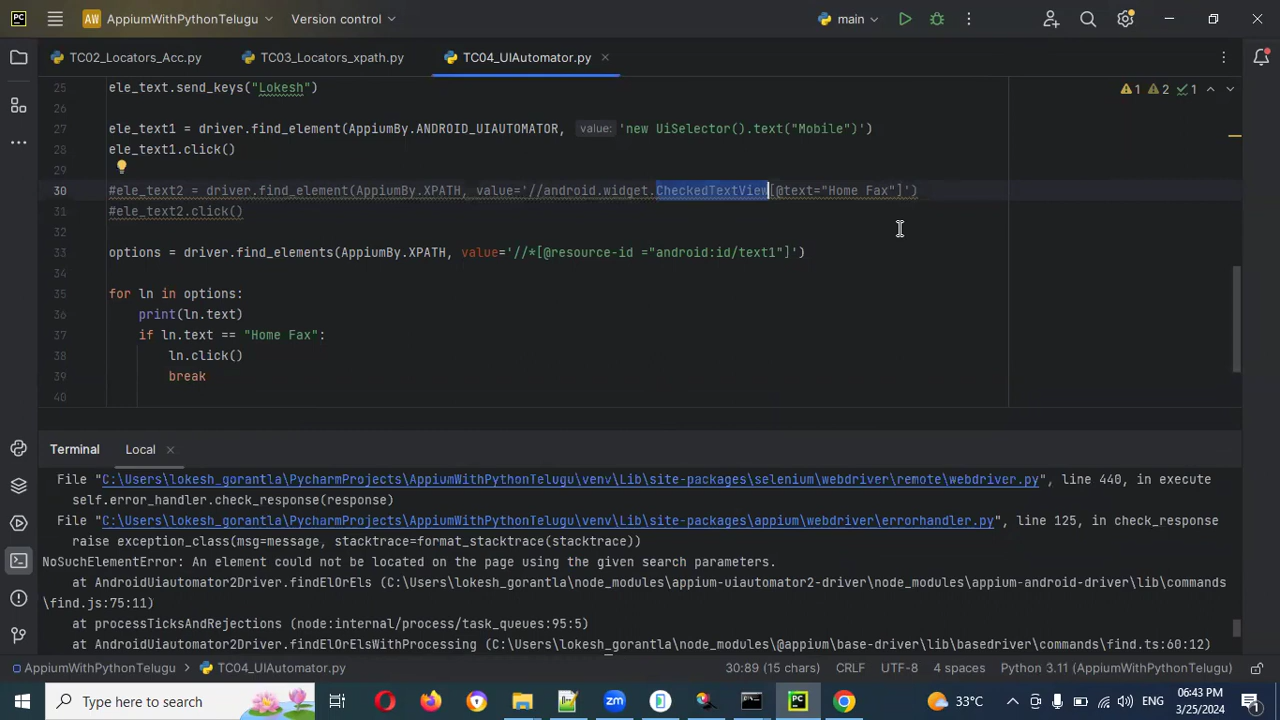 PC
AW AppiumWithPythonTelugu
Version control
main
TC02_Locators_Acc.py
TC03_Locators_xpath.py
TC04_UIAutomator.py
25 ele_text.send_keys("Lokesh")
26
27 ele_text1 = driver.find_element(AppiumBy.ANDROID_UIAUTOMATOR, value: 'new UiSelector().text("Mobile")')
28 ele_text1.click()
29
30 #ele_text2 = driver.find_element(AppiumBy.XPATH, value='//android.widget.CheckedTextView[@text="Home Fax"]')
31 #ele_text2.click()
32
33 options = driver.find_elements(AppiumBy.XPATH, value='//*[@resource-id ="android:id/text1"]')
34
35 for ln in options:
36 print(ln.text)
37 if ln.text == "Home Fax":
38 ln.click()
39 break
40
1 2 1
Terminal
Local
File "C:\Users\lokesh_gorantla\PycharmProjects\AppiumWithPythonTelugu\venv\Lib\site-packages\selenium\webdriver\remote\webdriver.py", line 440, in execute
self.error_handler.check_response(response)
File "C:\Users\lokesh_gorantla\PycharmProjects\AppiumWithPythonTelugu\venv\Lib\site-packages\appium\webdriver\errorhandler.py", line 125, in check_response
raise exception_class(msg=message, stacktrace=format_stacktrace(stacktrace))
NoSuchElementError: An element could not be located on the page using the given search parameters.
at AndroidUiautomator2Driver.findElOrEls (C:\Users\lokesh_gorantla\node_modules\appium-uiautomator2-driver\node_modules\appium-android-driver\lib\commands
\find.js:75:11)
at processTicksAndRejections (node:internal/process/task_queues:95:5)
at AndroidUiautomator2Driver.findElOrElsWithProcessing (C:\Users\lokesh_gorantla\node_modules\@appium\base-driver\lib\basedriver\commands\find.ts:60:12)
AppiumWithPythonTelugu
TC04_UIAutomator.py
30:89 (15 chars)
CRLF
UTF-8
4 spaces
Python 3.11 (AppiumWithPythonTelugu)
Type here to search
zm
PC
33°C
ENG
06:43 PM
3/25/2024
1